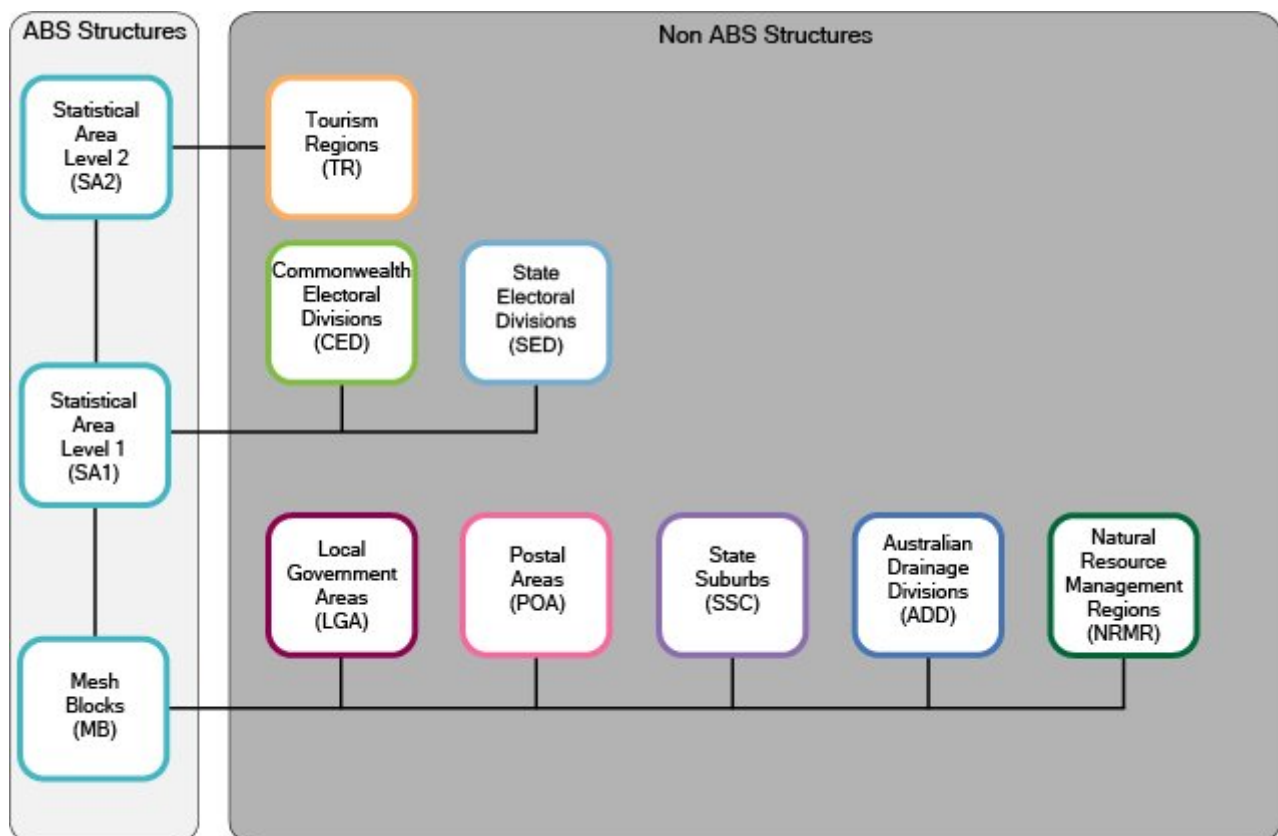 ABS Structures
Non ABS Structures
Statistical
Area
Level 2
(SA2)
Tourism
Regions
(TR)
Commonwealth
Electoral
Divisions
(CED)
State
Electoral
Divisions
(SED)
Statistical
Area
Level 1
(SA1)
Local
Government
Areas
(LGA)
Postal
Areas
(POA)
State
Suburbs
(SSC)
Australian
Drainage
Divisions
(ADD)
Natural
Resource
Management
Regions
(NRMR)
Mesh
Blocks
(MB)